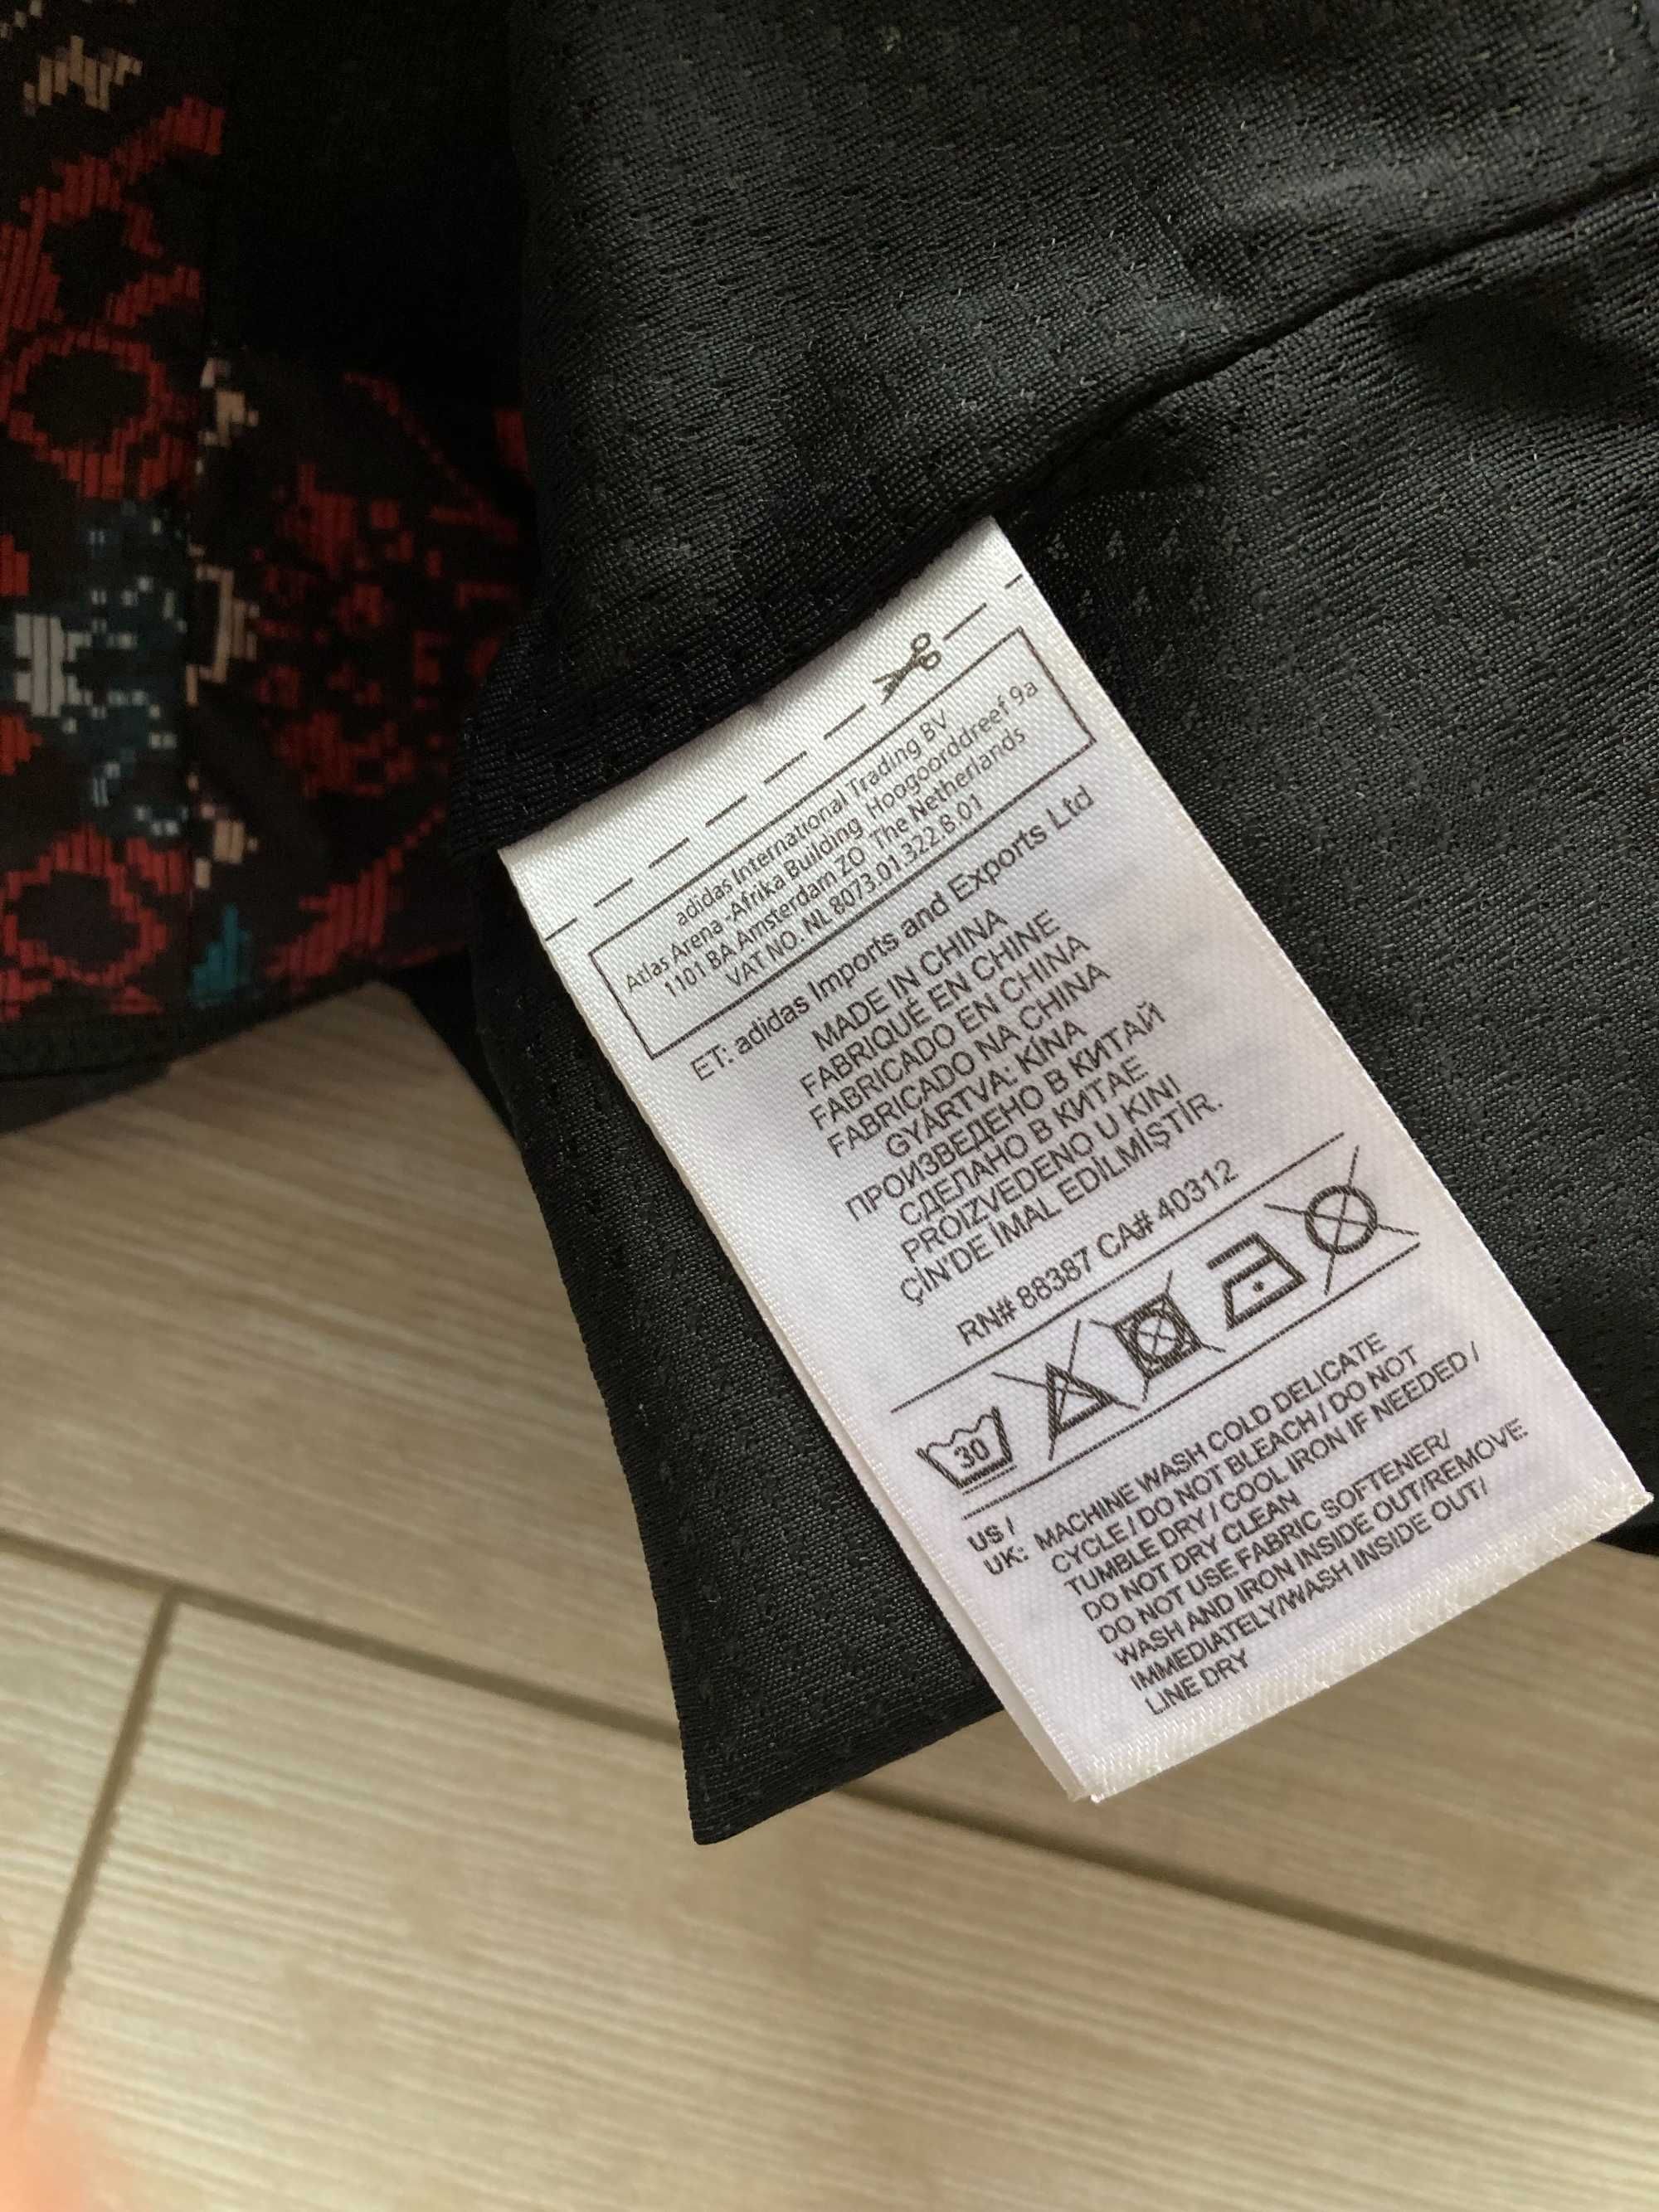 adidas International Trading BV
Atlas Arena -Afrika Building Hoogoorddreef 9a
1101 BA Amsterdam ZO The Netherlands
VAT NO. NL 8073.01.322.B.01
ET: adidas Imports and Exports Ltd
MADE IN CHINA
FABRIQUÉ EN CHINE
FABRICADO EN CHINA
FABRICADO NA CHINA
GYÁRTVA: KÍNA
ПРОИЗВЕДЕНО В КИТАЙ
СДЕЛАНО В КИТАЕ
PROIZVEDENO U KINI
ÇİN'DE İMAL EDİLMİŞTİR.
RN# 88387 CA# 40312
30
US / UK: MACHINE WASH COLD DELICATE
CYCLE / DO NOT BLEACH / DO NOT
TUMBLE DRY / COOL IRON IF NEEDED /
DO NOT DRY CLEAN
DO NOT USE FABRIC SOFTENER/
WASH AND IRON INSIDE OUT/REMOVE
IMMEDIATELY/WASH INSIDE OUT/
LINE DRY